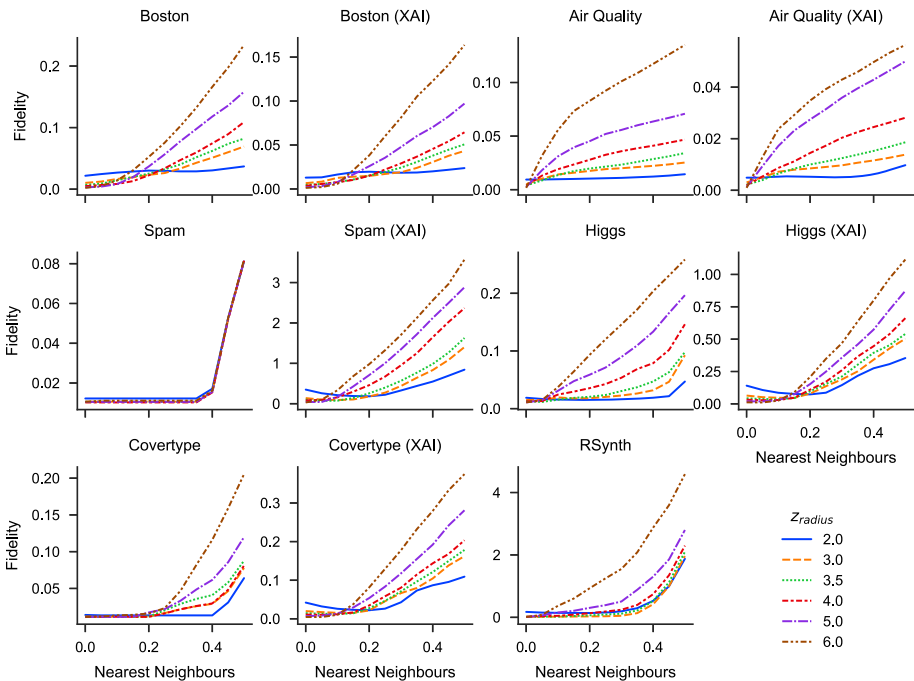 Boston
Boston (XAI)
Air Quality
Air Quality (XAI)
Fidelity
0.2
0.1
0.0
0.15
0.10
0.05
0.00
0.10
0.05
0.00
0.04
0.02
0.00
Spam
Spam (XAI)
Higgs
Higgs (XAI)
Fidelity
0.08
0.06
0.04
0.02
3
2
1
0
0.2
0.1
0.0
1.00
0.75
0.50
0.25
0.00
0.0 0.2 0.4
Nearest Neighbours
Covertype
Covertype (XAI)
RSynth
Fidelity
0.20
0.15
0.10
0.05
0.3
0.2
0.1
0.0
4
2
0
0.0 0.2 0.4
0.0 0.2 0.4
0.0 0.2 0.4
Nearest Neighbours
Nearest Neighbours
Nearest Neighbours
z_radius
2.0
3.0
3.5
4.0
5.0
6.0